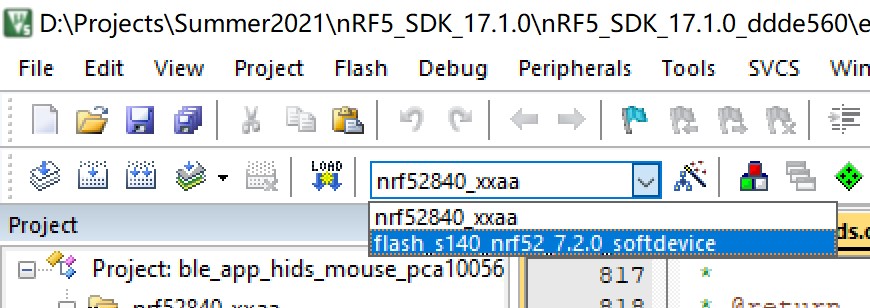 D:\Projects\Summer2021\nRF5_SDK_17.1.0\nRF5_SDK_17.1.0_ddde560\e
File Edit View Project Flash Debug Peripherals Tools SVCS Win
LOAD
nrf52840_xxaa
nrf52840_xxaa
flash_s140_nrf52_7.2.0_softdevice
Project
ds.c
Project: ble_app_hids_mouse_pca10056
817 *
nrf52840_xxaa
818 * @return